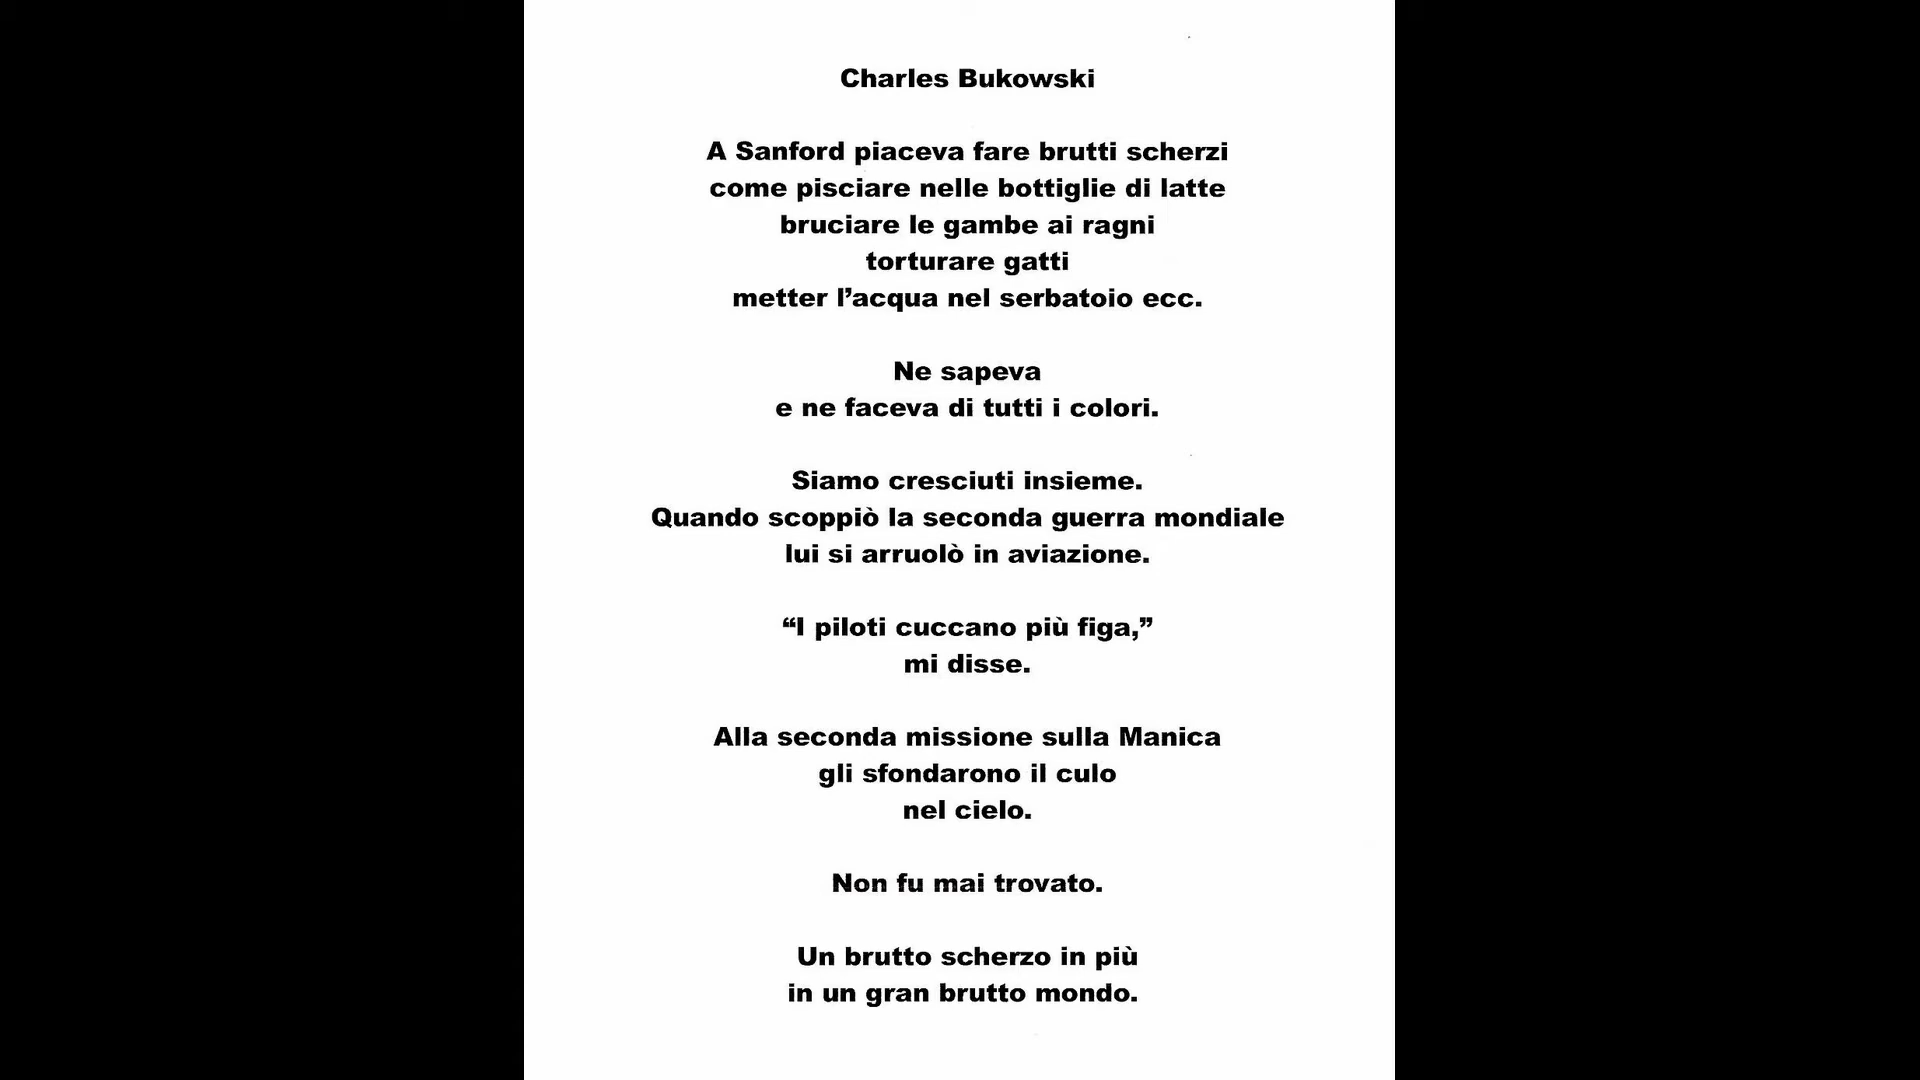 Charles Bukowski
A Sanford piaceva fare brutti scherzi
come pisciare nelle bottiglie di latte
bruciare le gambe ai ragni
torturare gatti
metter l’acqua nel serbatoio ecc.
Ne sapeva
e ne faceva di tutti i colori.
Siamo cresciuti insieme.
Quando scoppiò la seconda guerra mondiale
lui si arruolò in aviazione.
“I piloti cuccano più figa,”
mi disse.
Alla seconda missione sulla Manica
gli sfondarono il culo
nel cielo.
Non fu mai trovato.
Un brutto scherzo in più
in un gran brutto mondo.